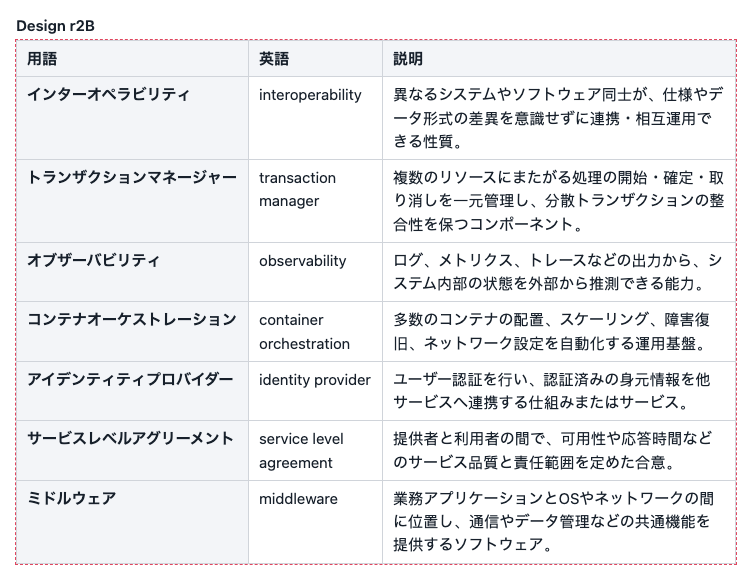 Design r2B
用語 英語 説明
インターオペラビリティ interoperability 異なるシステムやソフトウェア同士が、仕様やデ
ータ形式の差異を意識せずに連携・相互運用で
きる性質。
トランザクションマネージャー transaction 複数のリソースにまたがる処理の開始・確定・取
manager り消しを一元管理し、分散トランザクションの整
合性を保つコンポーネント。
オブザーバビリティ observability ログ、メトリクス、トレースなどの出力から、シ
ステム内部の状態を外部から推測できる能力。
コンテナオーケストレーション container 多数のコンテナの配置、スケーリング、障害復
orchestration 旧、ネットワーク設定を自動化する運用基盤。
アイデンティティプロバイダー identity provider ユーザー認証を行い、認証済みの身元情報を他
サービスへ連携する仕組みまたはサービス。
サービスレベルアグリーメント service level 提供者と利用者の間で、可用性や応答時間など
agreement のサービス品質と責任範囲を定めた合意。
ミドルウェア middleware 業務アプリケーションとOSやネットワークの間
に位置し、通信やデータ管理などの共通機能を
提供するソフトウェア。